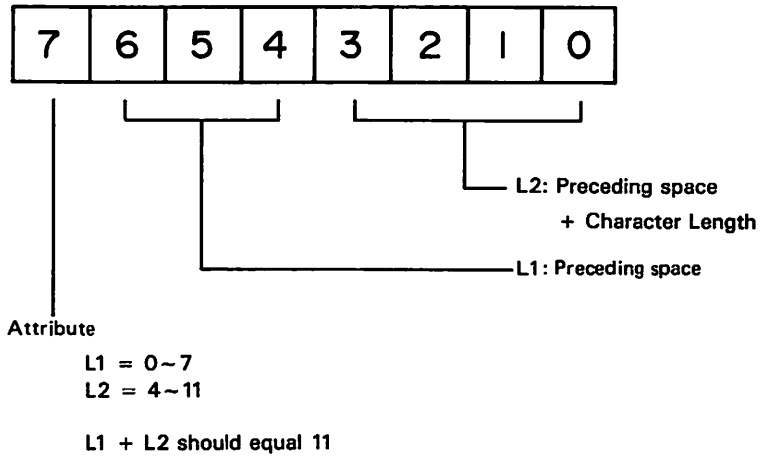 7 6 5 4 3 2 1 0
L2: Preceding space
+ Character Length
L1: Preceding space
Attribute
L1 = 0~7
L2 = 4~11
L1 + L2 should equal 11